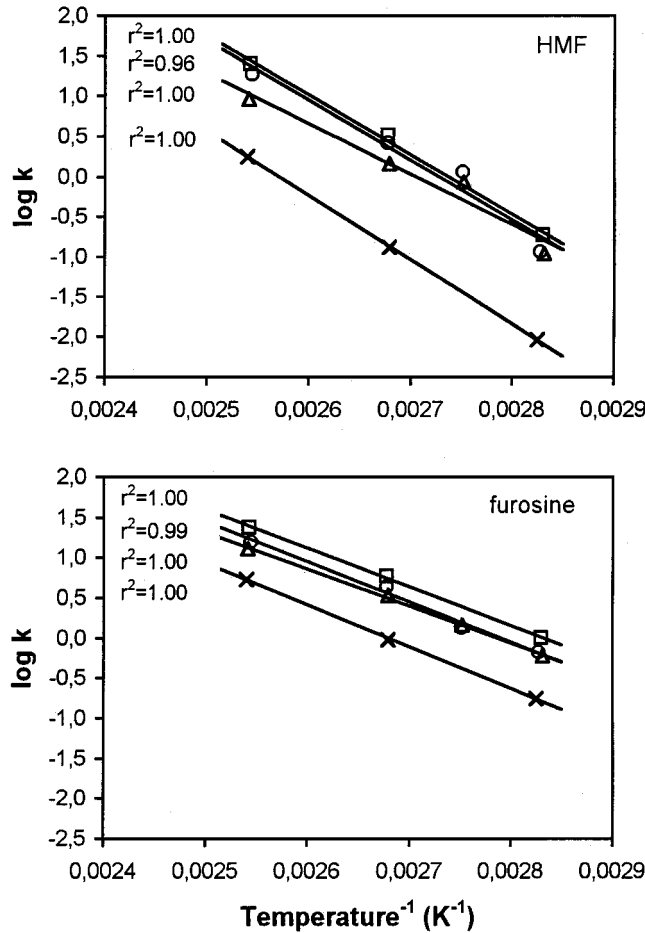 2,0
1,5
1,0
0,5
0,0
-0,5
-1,0
-1,5
-2,0
-2,5
log k
r²=1.00
r²=0.96
r²=1.00
r²=1.00
HMF
0,0024 0,0025 0,0026 0,0027 0,0028 0,0029
2,0
1,5
1,0
0,5
0,0
-0,5
-1,0
-1,5
-2,0
-2,5
log k
r²=1.00
r²=0.99
r²=1.00
r²=1.00
furosine
0,0024 0,0025 0,0026 0,0027 0,0028 0,0029
Temperature⁻¹ (K⁻¹)